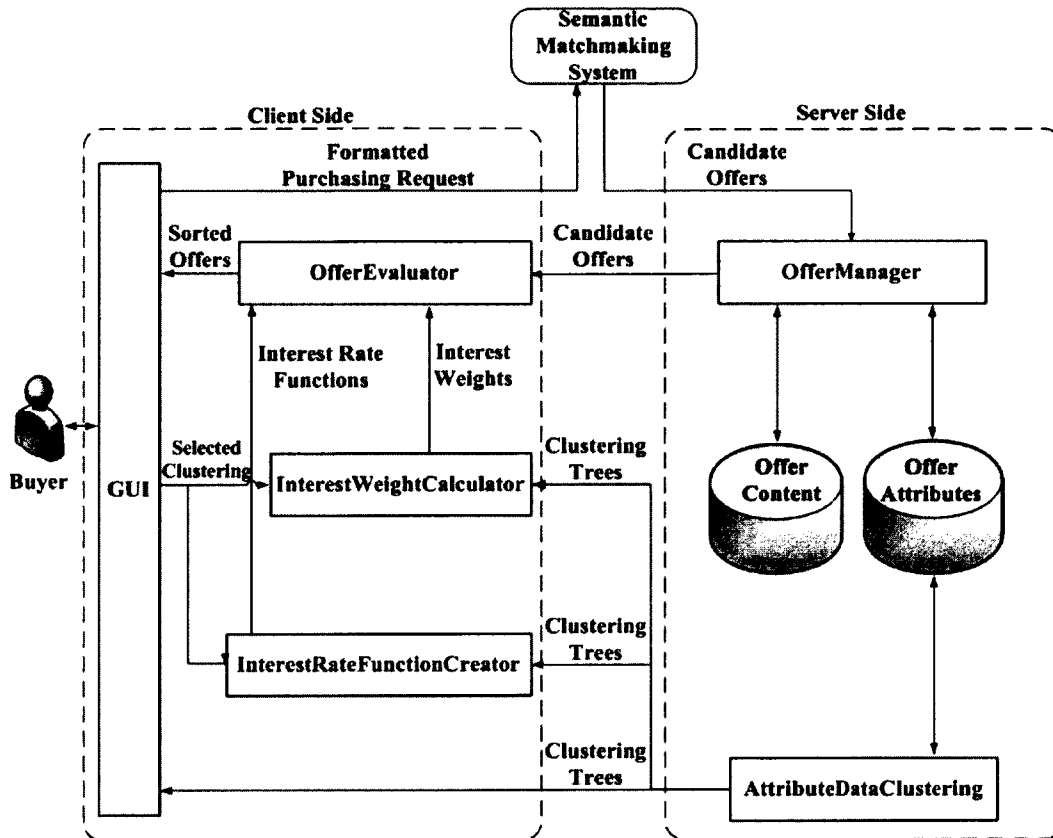 Semantic
Matchmaking
System
Client Side
Server Side
Formatted
Purchasing Request
Candidate
Offers
Sorted
Offers
OfferEvaluator
Candidate
Offers
OfferManager
Interest Rate
Functions
Interest
Weights
Buyer
GUI
Selected
Clustering
InterestWeightCalculator
Clustering
Trees
Offer
Content
Offer
Attributes
InterestRateFunctionCreator
Clustering
Trees
Clustering
Trees
AttributeDataClustering